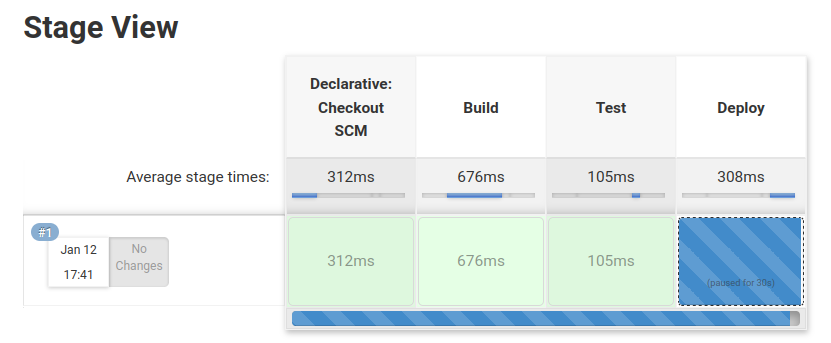 Stage View
Declarative:
Checkout
SCM
Build
Test
Deploy
Average stage times:
312ms
676ms
105ms
308ms
#1
Jan 12
17:41
No
Changes
312ms
676ms
105ms
(paused for 30s)